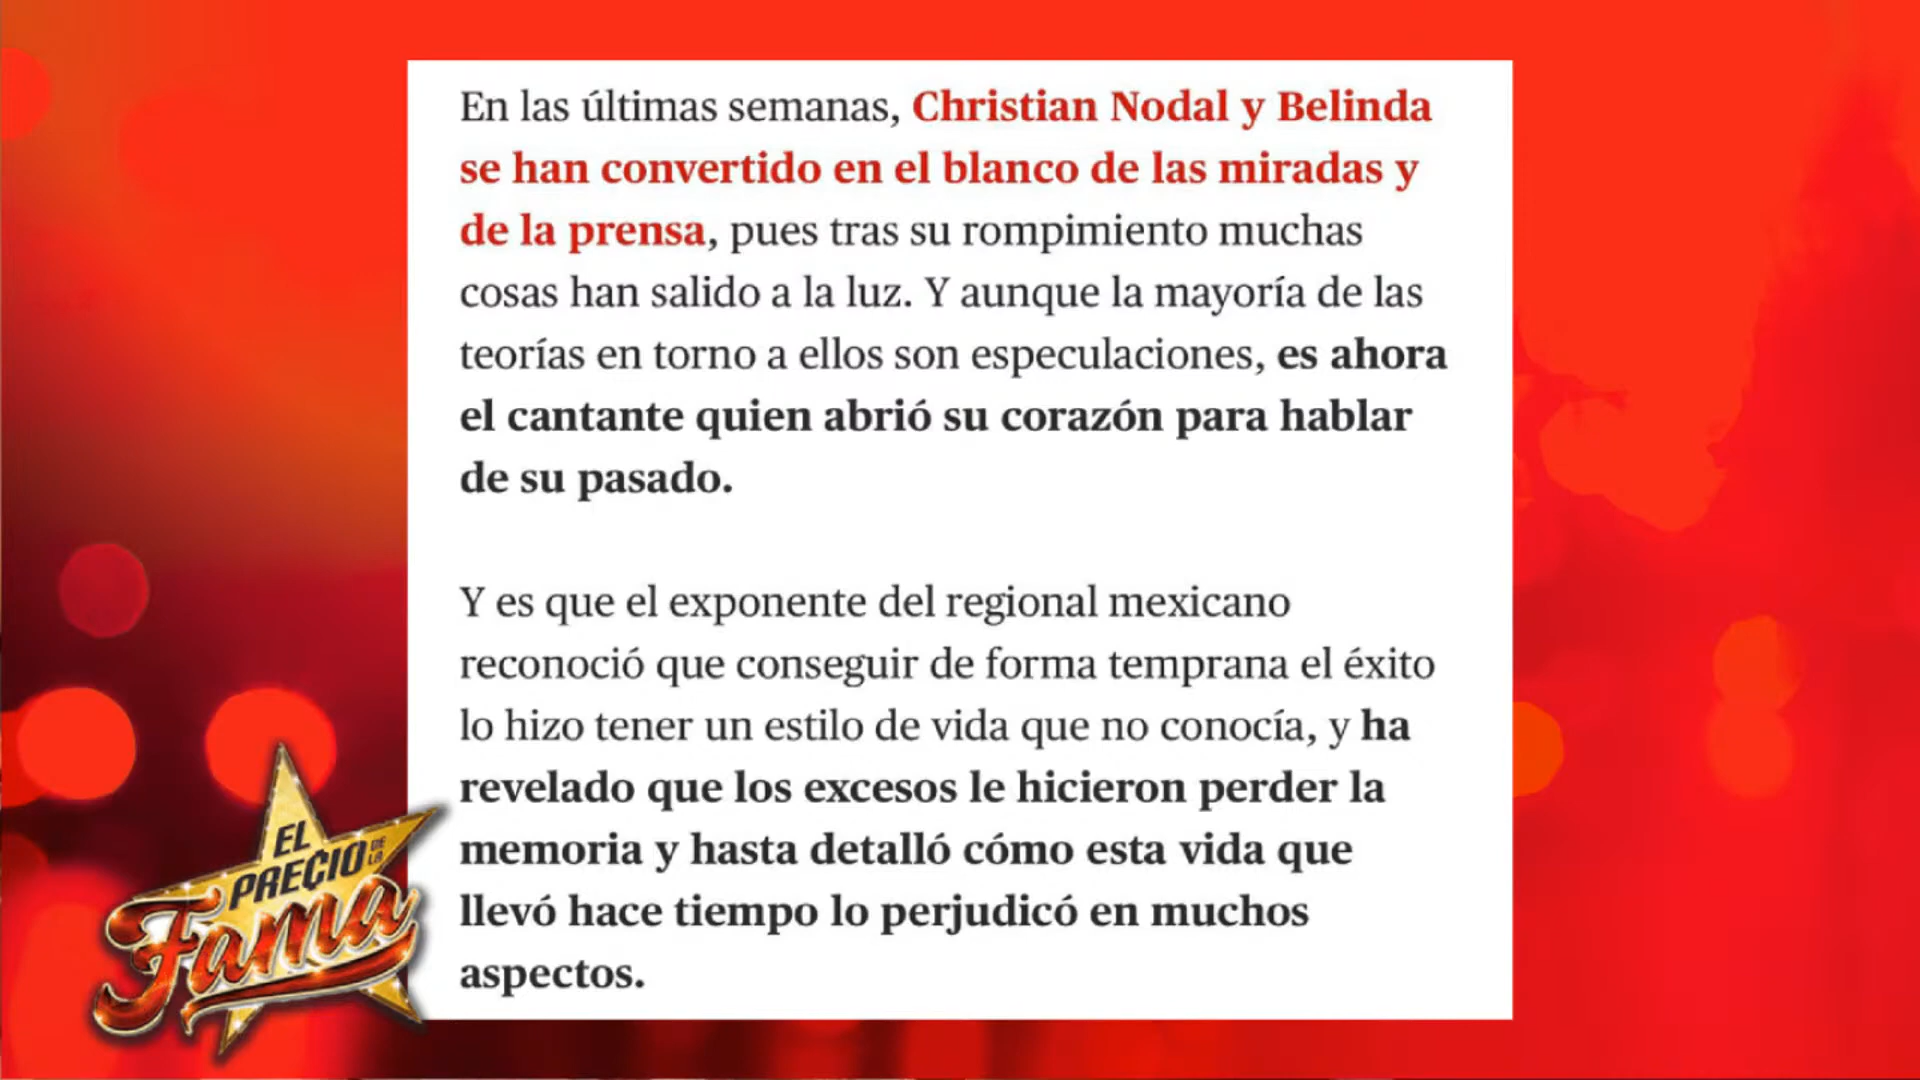 En las últimas semanas, Christian Nodal y Belinda
se han convertido en el blanco de las miradas y
de la prensa, pues tras su rompimiento muchas
cosas han salido a la luz. Y aunque la mayoría de las
teorías en torno a ellos son especulaciones, es ahora
el cantante quien abrió su corazón para hablar
de su pasado.
Y es que el exponente del regional mexicano
reconoció que conseguir de forma temprana el éxito
lo hizo tener un estilo de vida que no conocía, y ha
revelado que los excesos le hicieron perder la
memoria y hasta detalló cómo esta vida que
llevó hace tiempo lo perjudicó en muchos
aspectos.
EL
PRECIO DE LA
Fama